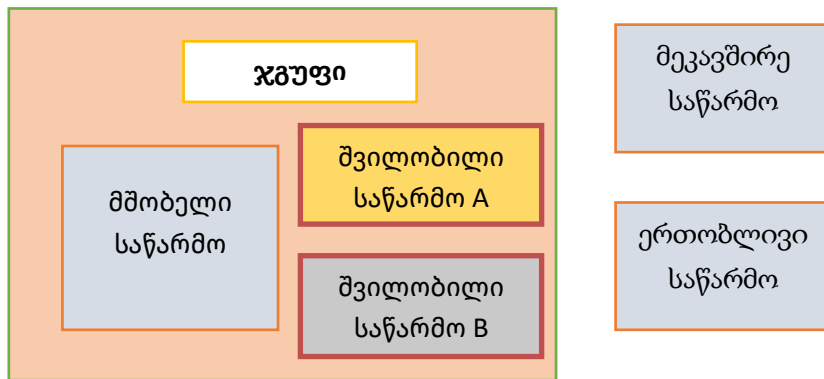 ჯგუფი
მშობელი
საწარმო
შვილობილი
საწარმო A
შვილობილი
საწარმო B
მეკავშირე
საწარმო
ერთობლივი
საწარმო